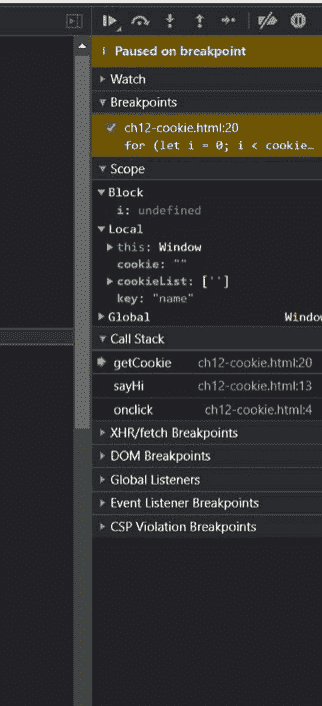 Paused on breakpoint
Watch
Breakpoints
ch12-cookie.html:20
for (let i = 0; i < cookie…
Scope
Block
i: undefined
Local
this: Window
cookie: ""
cookieList: ['']
key: "name"
Global Window
Call Stack
getCookie ch12-cookie.html:20
sayHi ch12-cookie.html:13
onclick ch12-cookie.html:4
XHR/fetch Breakpoints
DOM Breakpoints
Global Listeners
Event Listener Breakpoints
CSP Violation Breakpoints